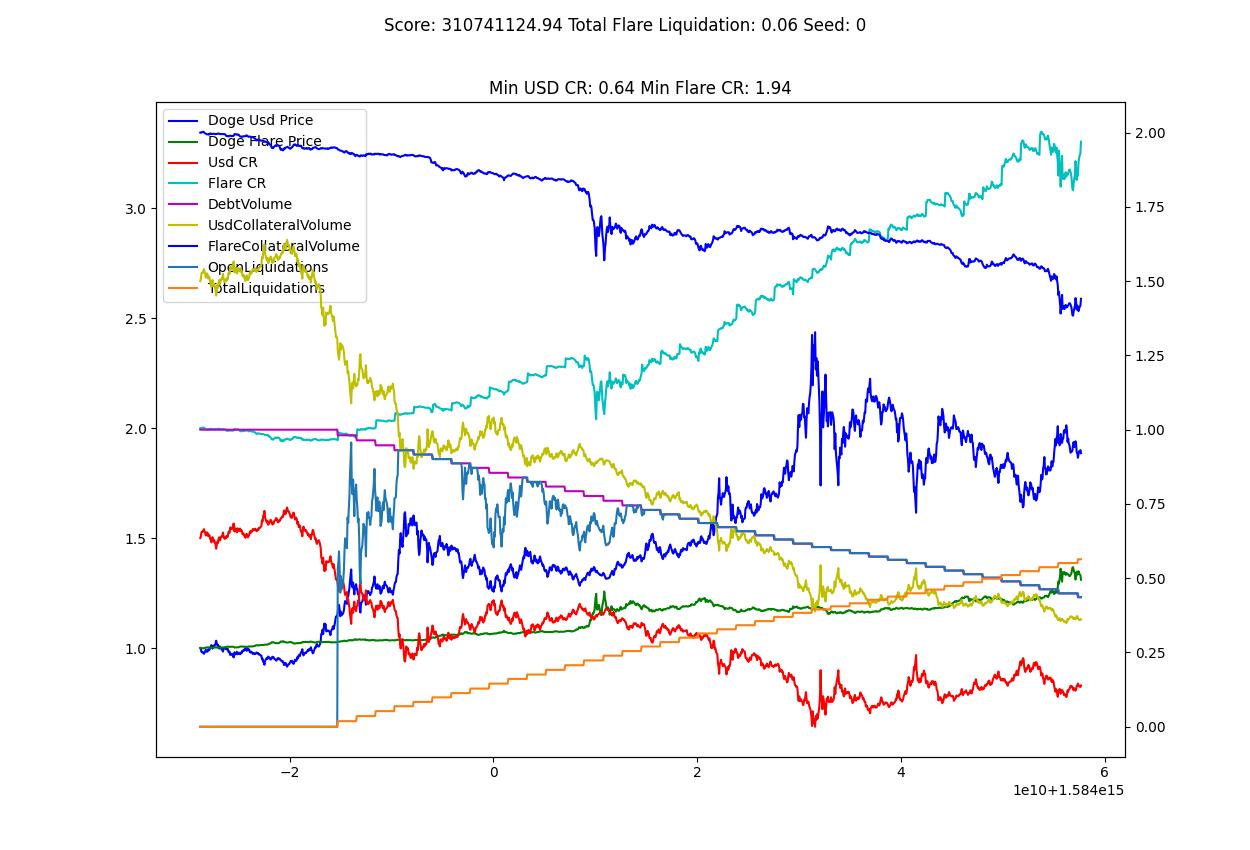 Score: 310741124.94 Total Flare Liquidation: 0.06 Seed: 0
Min USD CR: 0.64 Min Flare CR: 1.94
Doge Usd Price
Doge Flare Price
Usd CR
Flare CR
DebtVolume
UsdCollateralVolume
FlareCollateralVolume
OpenLiquidations
TotalLiquidations
3.0
2.5
2.0
1.5
1.0
2.00
1.75
1.50
1.25
1.00
0.75
0.50
0.25
0.00
−2 0 2 4 6
1e10+1.584e15